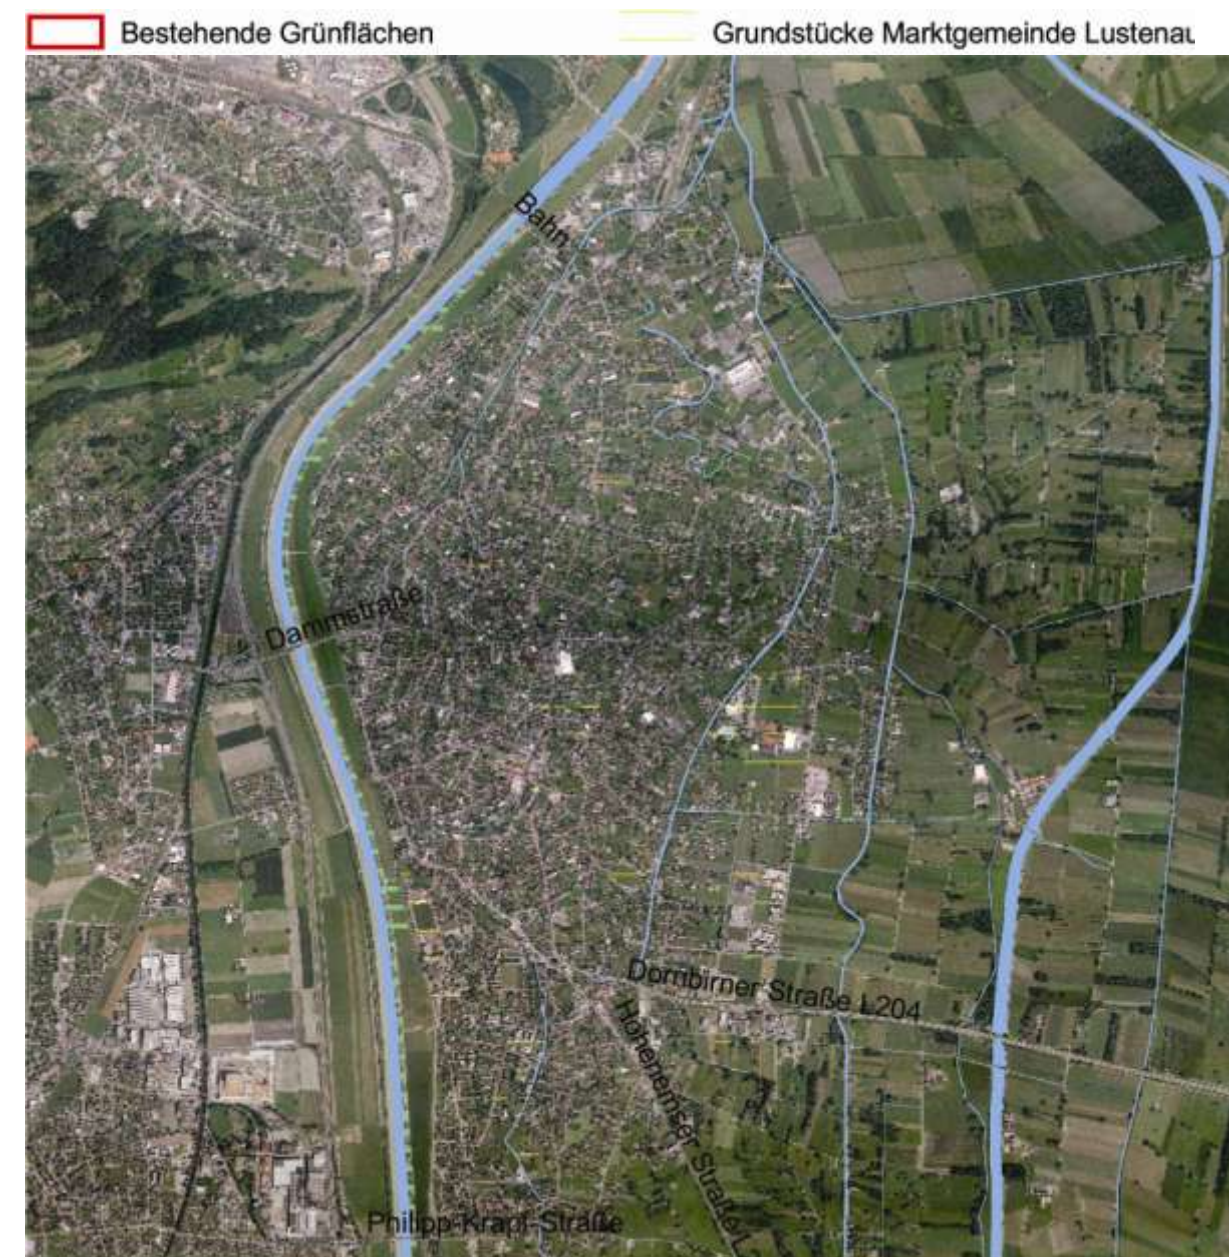 Bestehende Grünflächen
Grundstücke Marktgemeinde Lustenau
Bahn
Dammstraße
Dornbirner Straße L204
Hohenemser Straße L
Philipp-Krapf-Straße